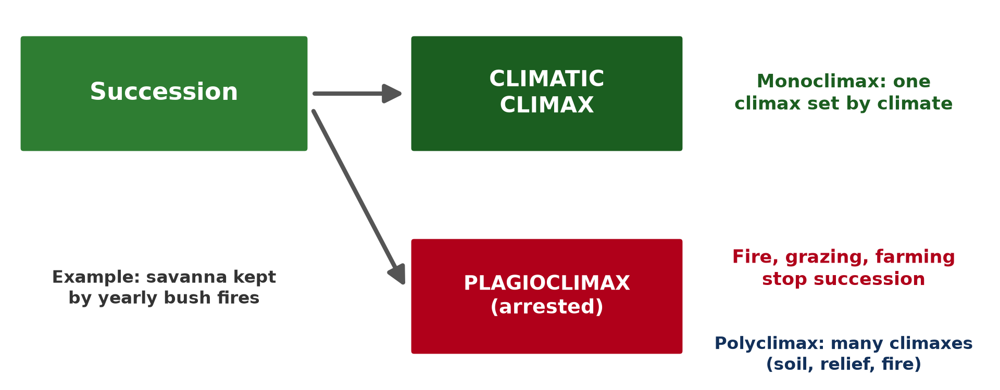 Succession
CLIMATIC
CLIMAX
Monoclimax: one
climax set by climate
Example: savanna kept
by yearly bush fires
PLAGIOCLIMAX
(arrested)
Fire, grazing, farming
stop succession
Polyclimax: many climaxes
(soil, relief, fire)